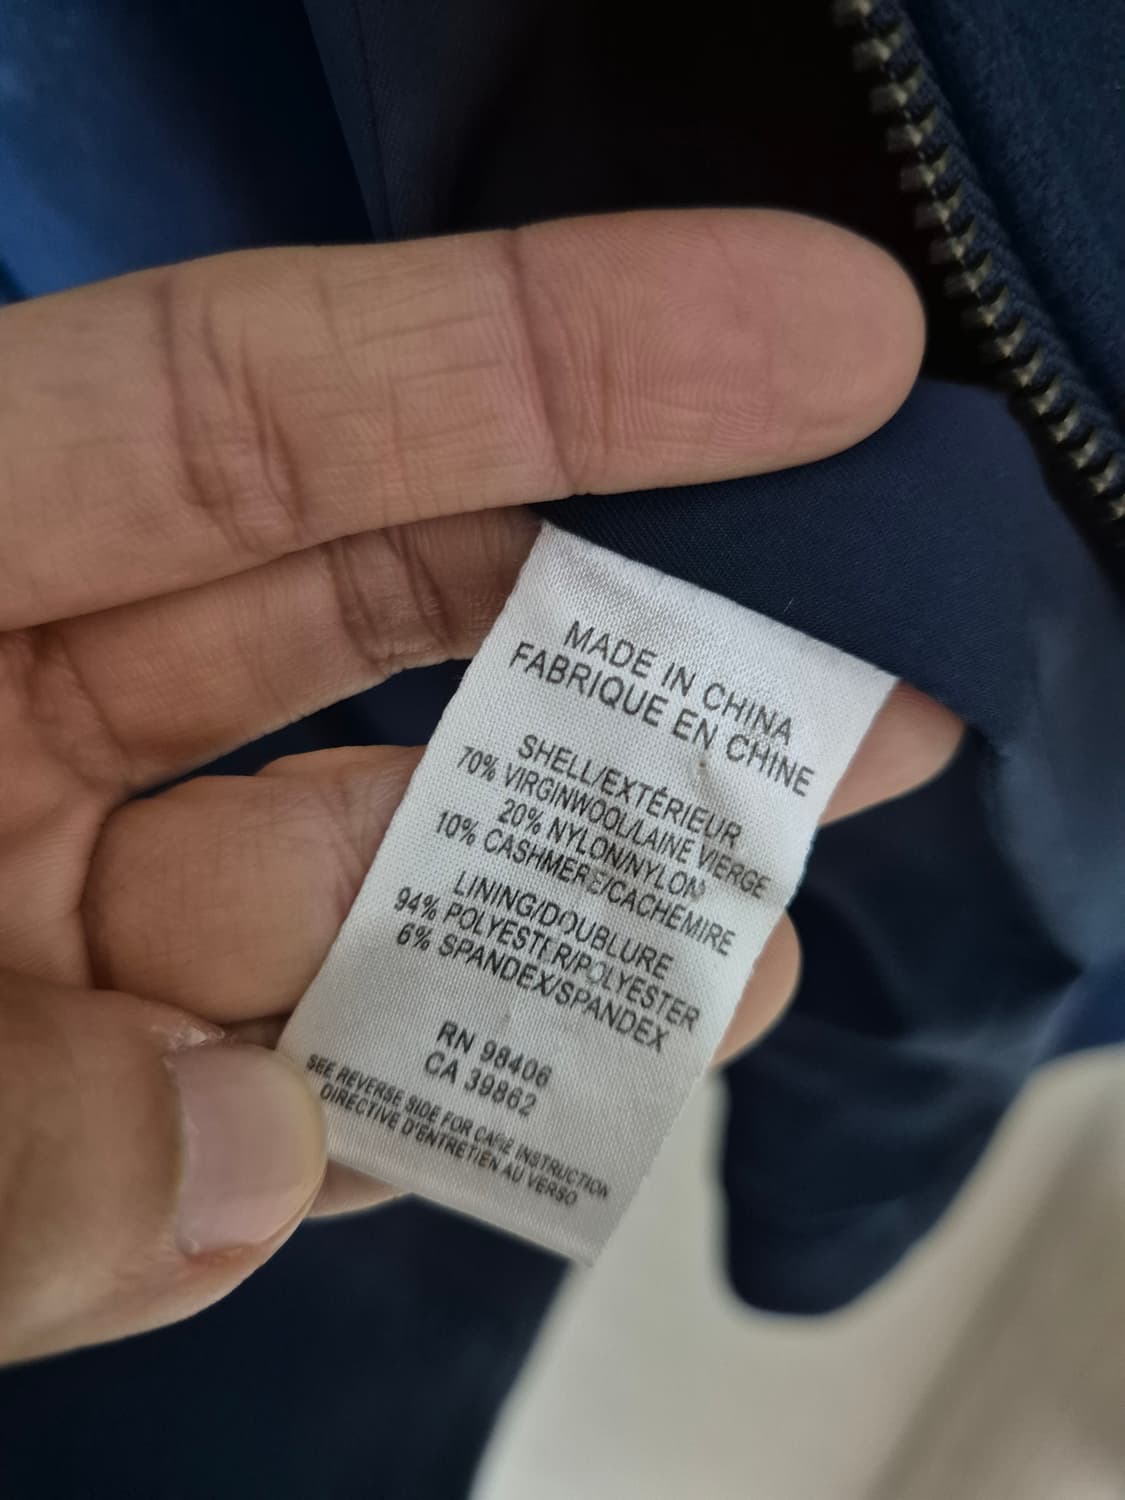 MADE IN CHINA
FABRIQUE EN CHINE
SHELL/EXTÉRIEUR
70% VIRGINWOOL/LAINE VIERGE
20% NYLON/NYLON
10% CASHMERE/CACHEMIRE
LINING/DOUBLURE
94% POLYESTER/POLYESTER
6% SPANDEX/SPANDEX
RN 98406
CA 39862
SEE REVERSE SIDE FOR CARE INSTRUCTION
DIRECTIVE D'ENTRETIEN AU VERSO